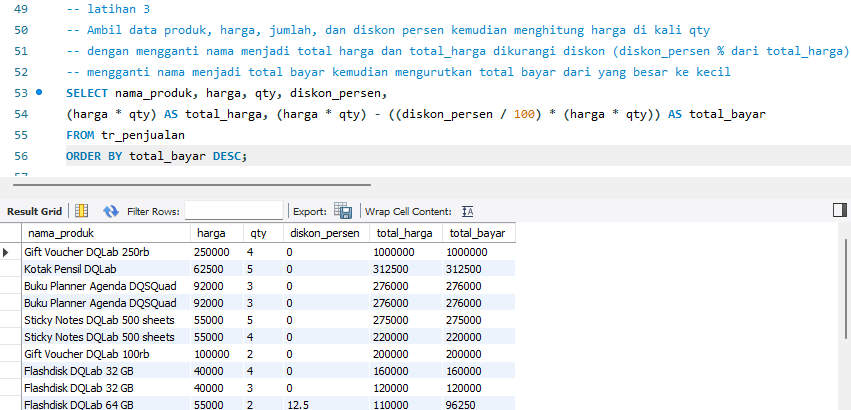 49 -- latihan 3
50 -- Ambil data produk, harga, jumlah, dan diskon persen kemudian menghitung harga di kali qty
51 -- dengan mengganti nama menjadi total harga dan total_harga dikurangi diskon (diskon_persen % dari total_harga)
52 -- mengganti nama menjadi total bayar kemudian mengurutkan total bayar dari yang besar ke kecil
53 SELECT nama_produk, harga, qty, diskon_persen,
54 (harga * qty) AS total_harga, (harga * qty) - ((diskon_persen / 100) * (harga * qty)) AS total_bayar
55 FROM tr_penjualan
56 ORDER BY total_bayar DESC;
57
Result Grid Filter Rows: Export: Wrap Cell Content:
nama_produk harga qty diskon_persen total_harga total_bayar
Gift Voucher DQLab 250rb 250000 4 0 1000000 1000000
Kotak Pensil DQLab 62500 5 0 312500 312500
Buku Planner Agenda DQSQuad 92000 3 0 276000 276000
Buku Planner Agenda DQSQuad 92000 3 0 276000 276000
Sticky Notes DQLab 500 sheets 55000 5 0 275000 275000
Sticky Notes DQLab 500 sheets 55000 4 0 220000 220000
Gift Voucher DQLab 100rb 100000 2 0 200000 200000
Flashdisk DQLab 32 GB 40000 4 0 160000 160000
Flashdisk DQLab 32 GB 40000 3 0 120000 120000
Flashdisk DQLab 64 GB 55000 2 12.5 110000 96250